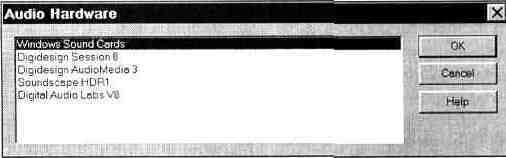 Audio Hardware
Windows Sound Cards
Digidesign Session 8
Digidesign AudioMedia 3
Soundscape HDR1
Digital Audio Labs V8
OK
Cancel
Help